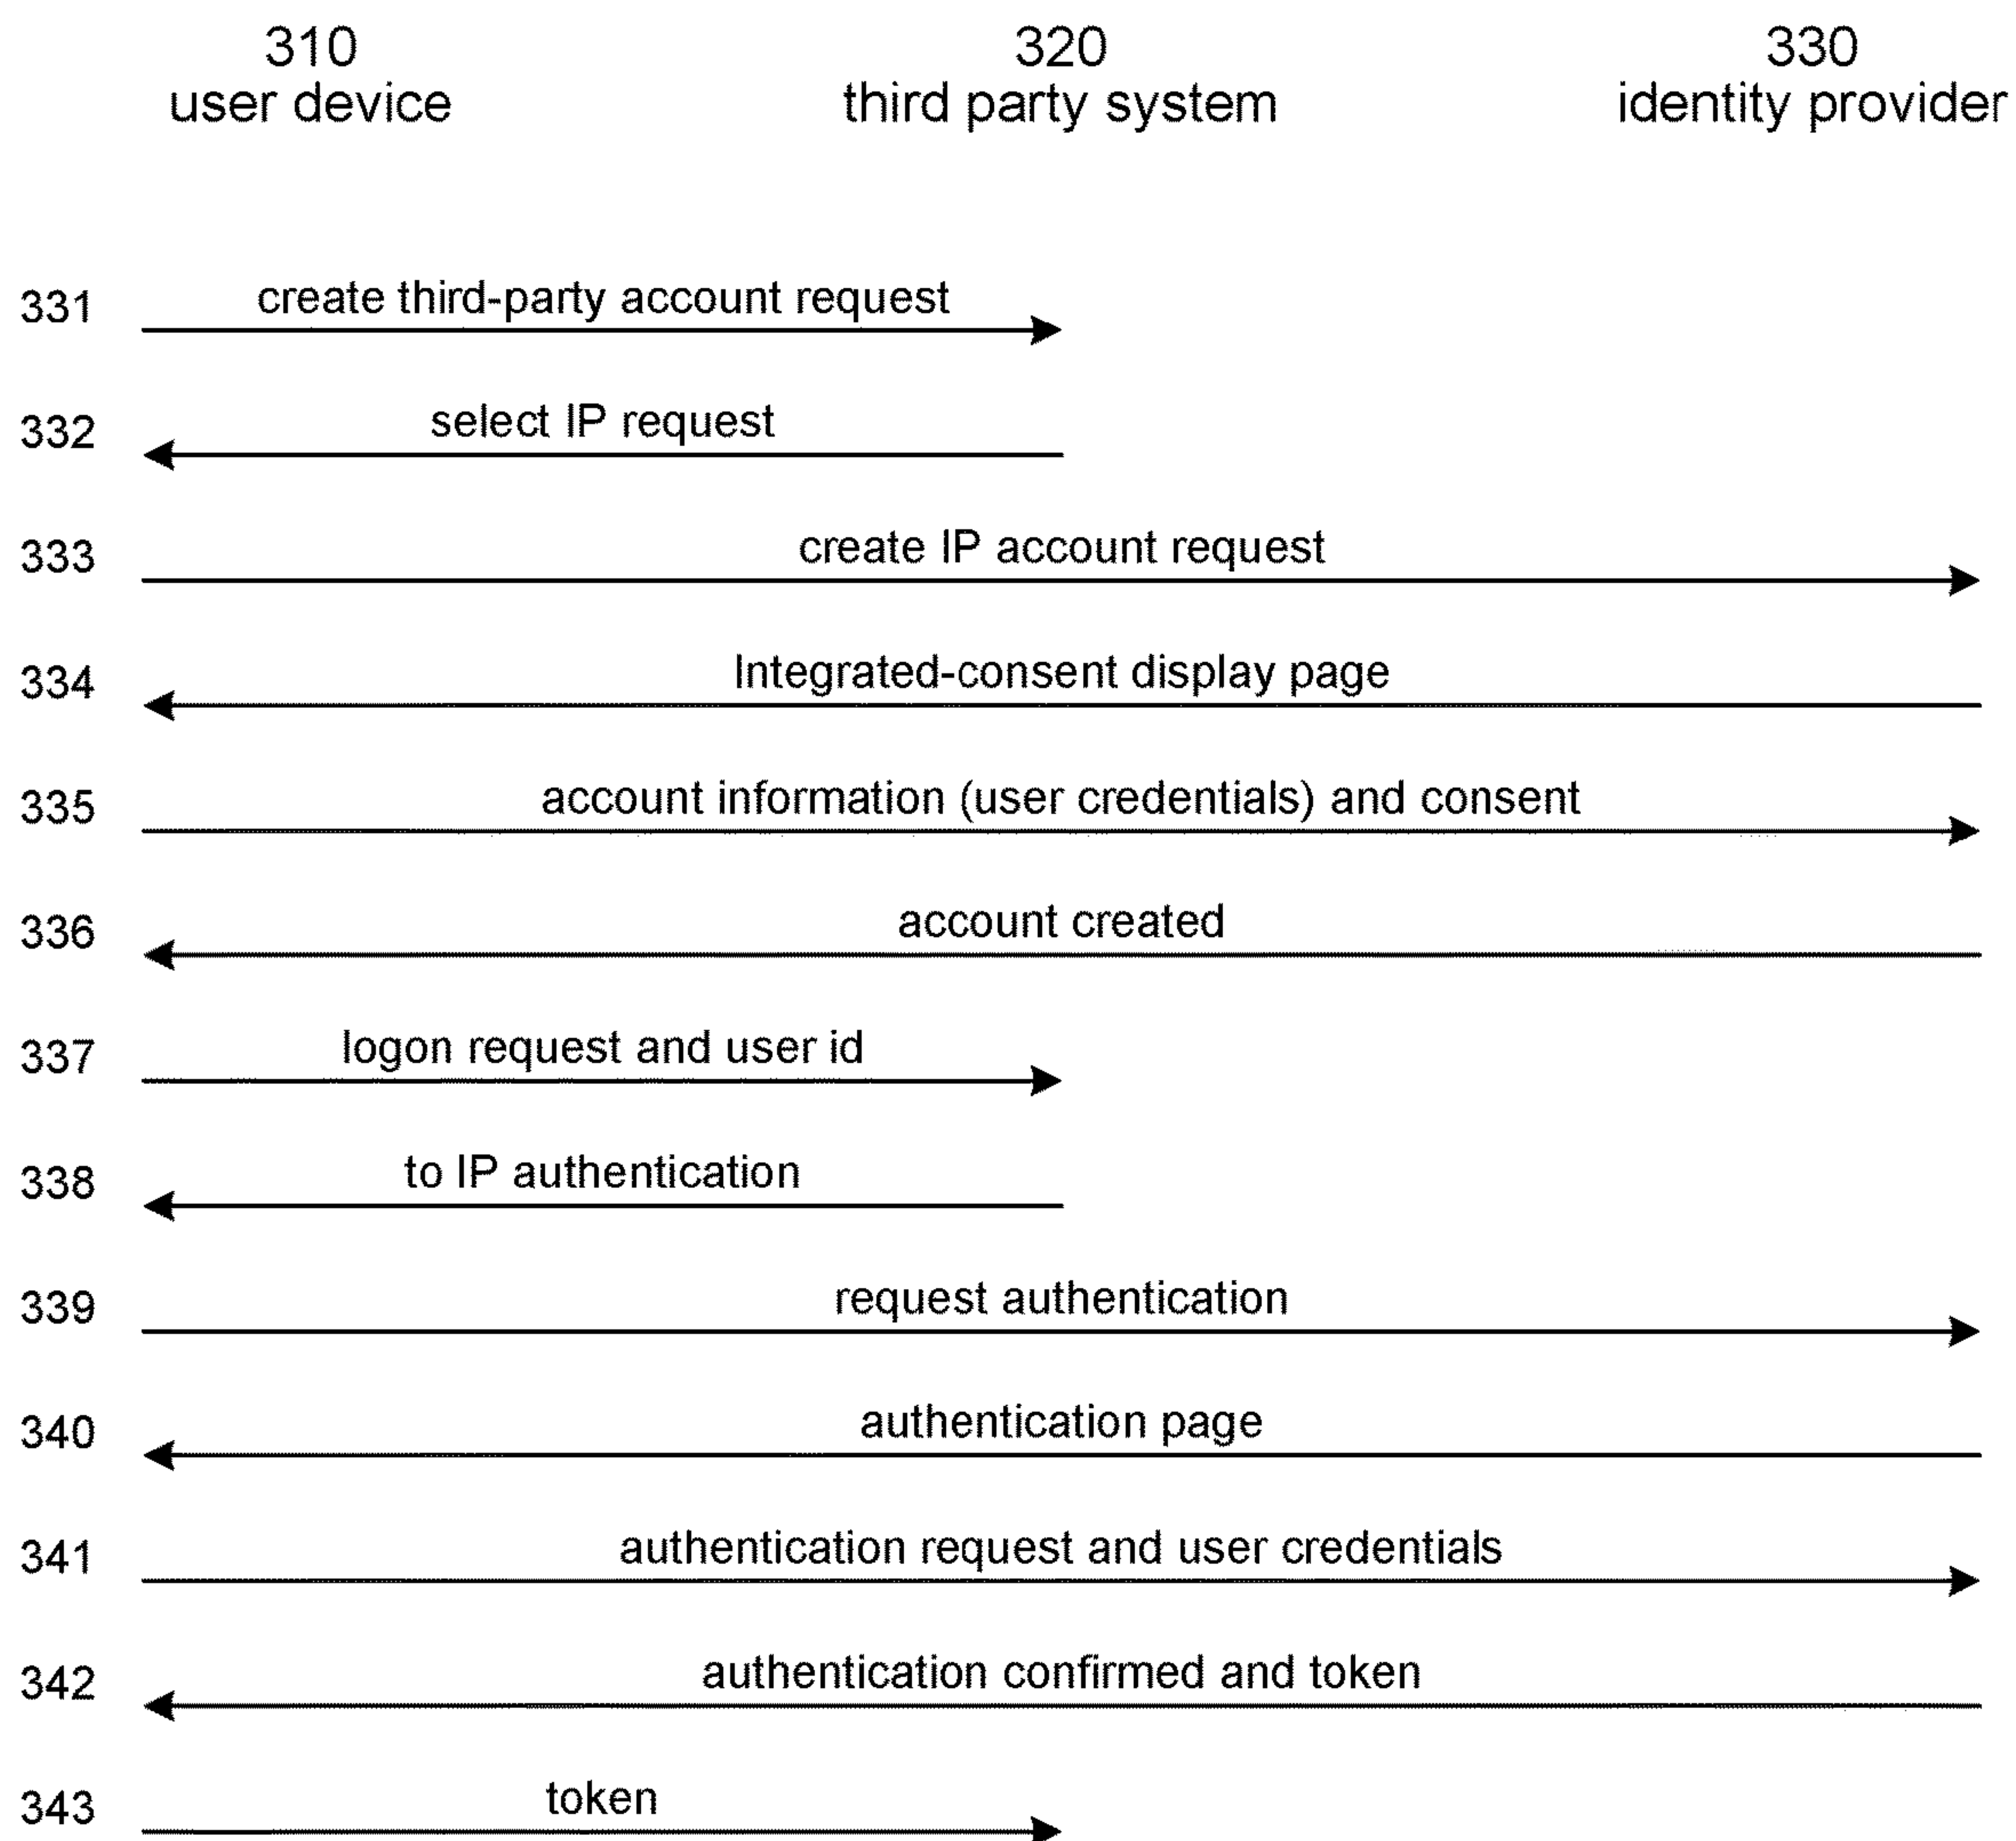 310
user device
320
third party system
330
identity provider
331
create third-party account request
332
select IP request
333
create IP account request
334
Integrated-consent display page
335
account information (user credentials) and consent
336
account created
337
logon request and user id
338
to IP authentication
339
request authentication
340
authentication page
341
authentication request and user credentials
342
authentication confirmed and token
343
token